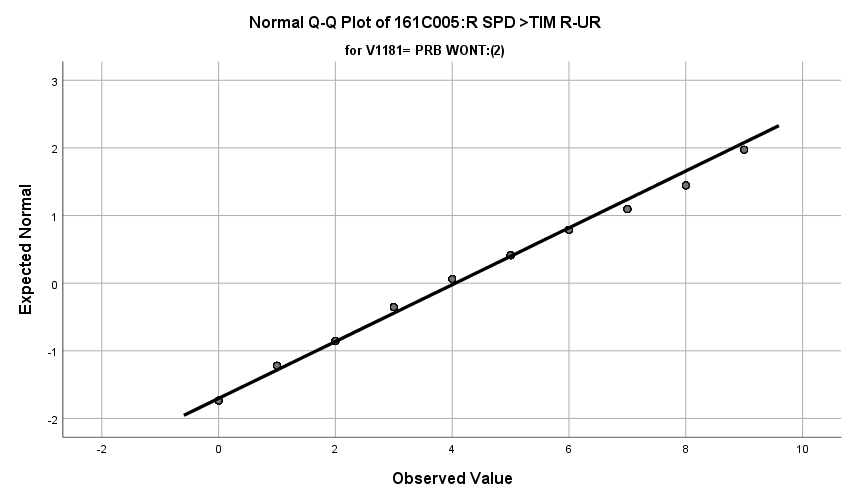 Normal Q-Q Plot of 161C005:R SPD >TIM R-UR
for V1181= PRB WONT:(2)
3
2
1
0
-1
-2
Expected Normal
-2 0 2 4 6 8 10
Observed Value